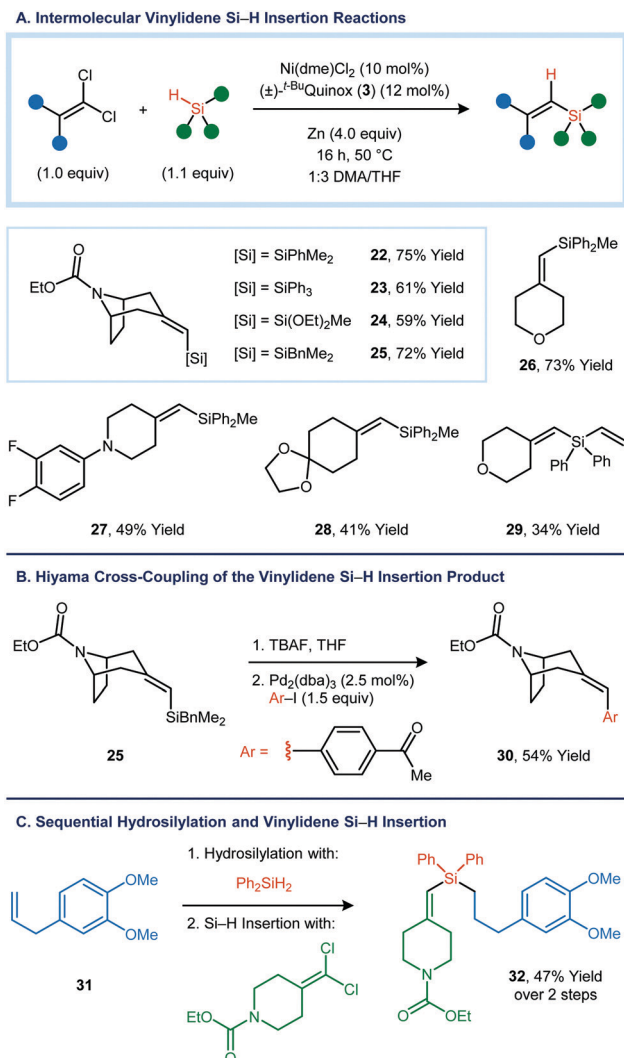 A. Intermolecular Vinylidene Si–H Insertion Reactions
Cl
Cl
+
H
Si
(1.0 equiv)
(1.1 equiv)
Ni(dme)Cl2 (10 mol%)
(±)-t-BuQuinox (3) (12 mol%)
Zn (4.0 equiv)
16 h, 50 °C
1:3 DMA/THF
H
Si
O
EtO
N
[Si]
[Si] = SiPhMe2 22, 75% Yield
[Si] = SiPh3 23, 61% Yield
[Si] = Si(OEt)2Me 24, 59% Yield
[Si] = SiBnMe2 25, 72% Yield
SiPh2Me
O
26, 73% Yield
F
F
N
SiPh2Me
27, 49% Yield
O
O
SiPh2Me
28, 41% Yield
O
Si
Ph
Ph
29, 34% Yield
B. Hiyama Cross-Coupling of the Vinylidene Si–H Insertion Product
O
EtO
N
SiBnMe2
25
1. TBAF, THF
2. Pd2(dba)3 (2.5 mol%)
Ar–I (1.5 equiv)
Ar =
O
Me
O
EtO
N
Ar
30, 54% Yield
C. Sequential Hydrosilylation and Vinylidene Si–H Insertion
OMe
OMe
31
1. Hydrosilylation with:
Ph2SiH2
2. Si–H Insertion with:
Cl
Cl
N
EtO
O
Ph
Ph
Si
OMe
OMe
N
O
OEt
32, 47% Yield
over 2 steps